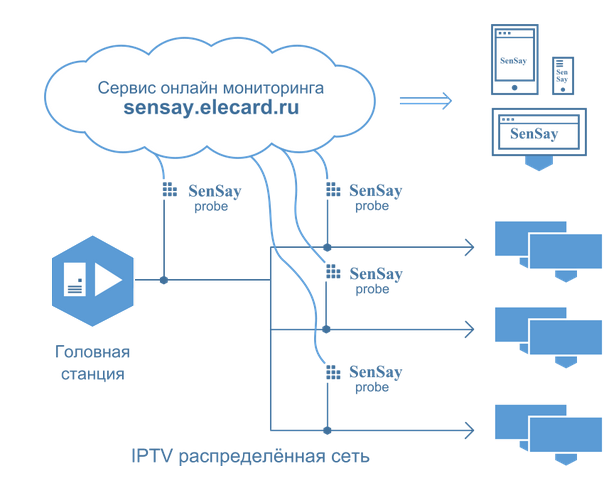 Сервис онлайн мониторинга
sensay.elecard.ru
SenSay
Sen
Say
SenSay
SenSay
probe
SenSay
probe
SenSay
probe
SenSay
probe
Головная
станция
IPTV распределённая сеть